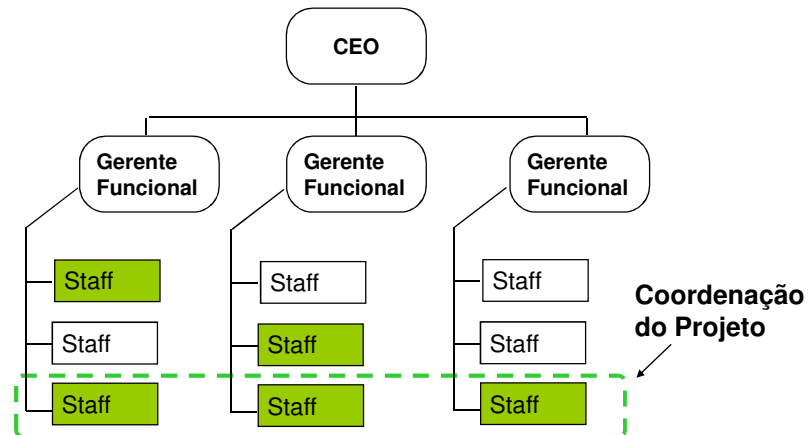 CEO
Gerente
Funcional
Gerente
Funcional
Gerente
Funcional
Staff
Staff
Staff
Staff
Staff
Staff
Staff
Staff
Staff
Coordenação
do Projeto